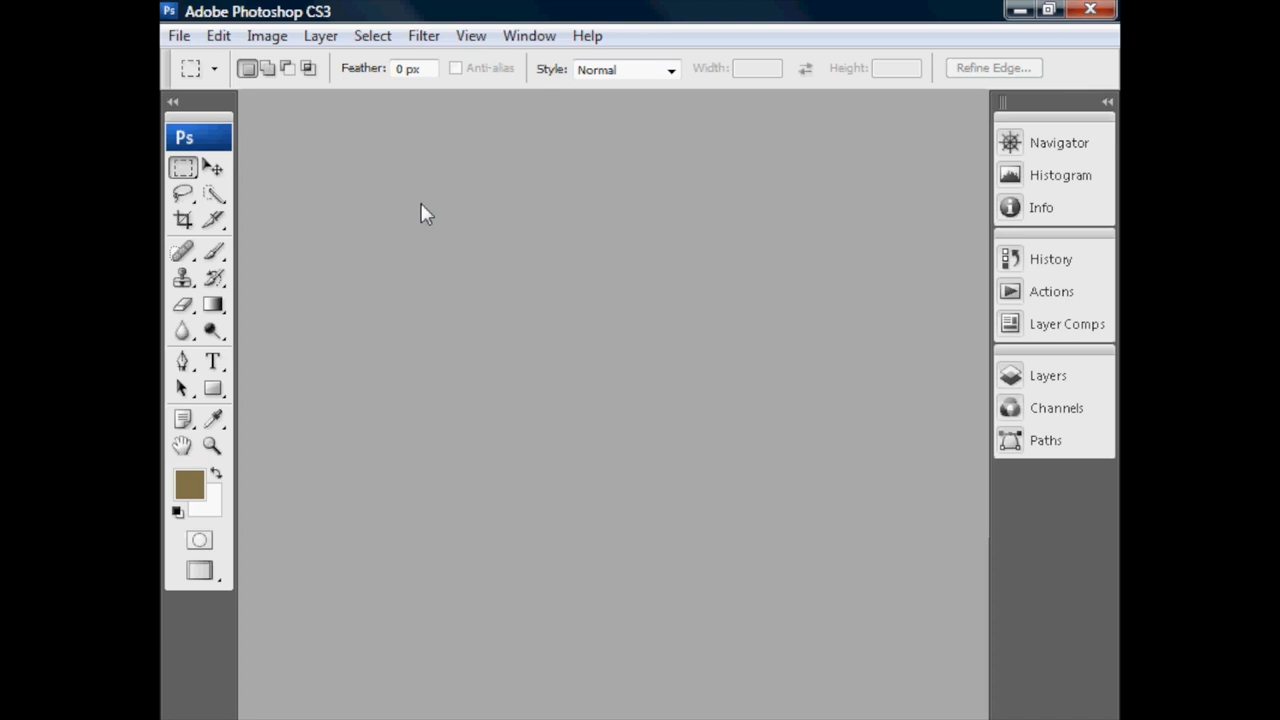 Ps Adobe Photoshop CS3
File Edit Image Layer Select Filter View Window Help
Feather: 0 px Anti-alias Style: Normal Width: Height: Refine Edge...
Ps
T
Navigator
Histogram
Info
History
Actions
Layer Comps
Layers
Channels
Paths